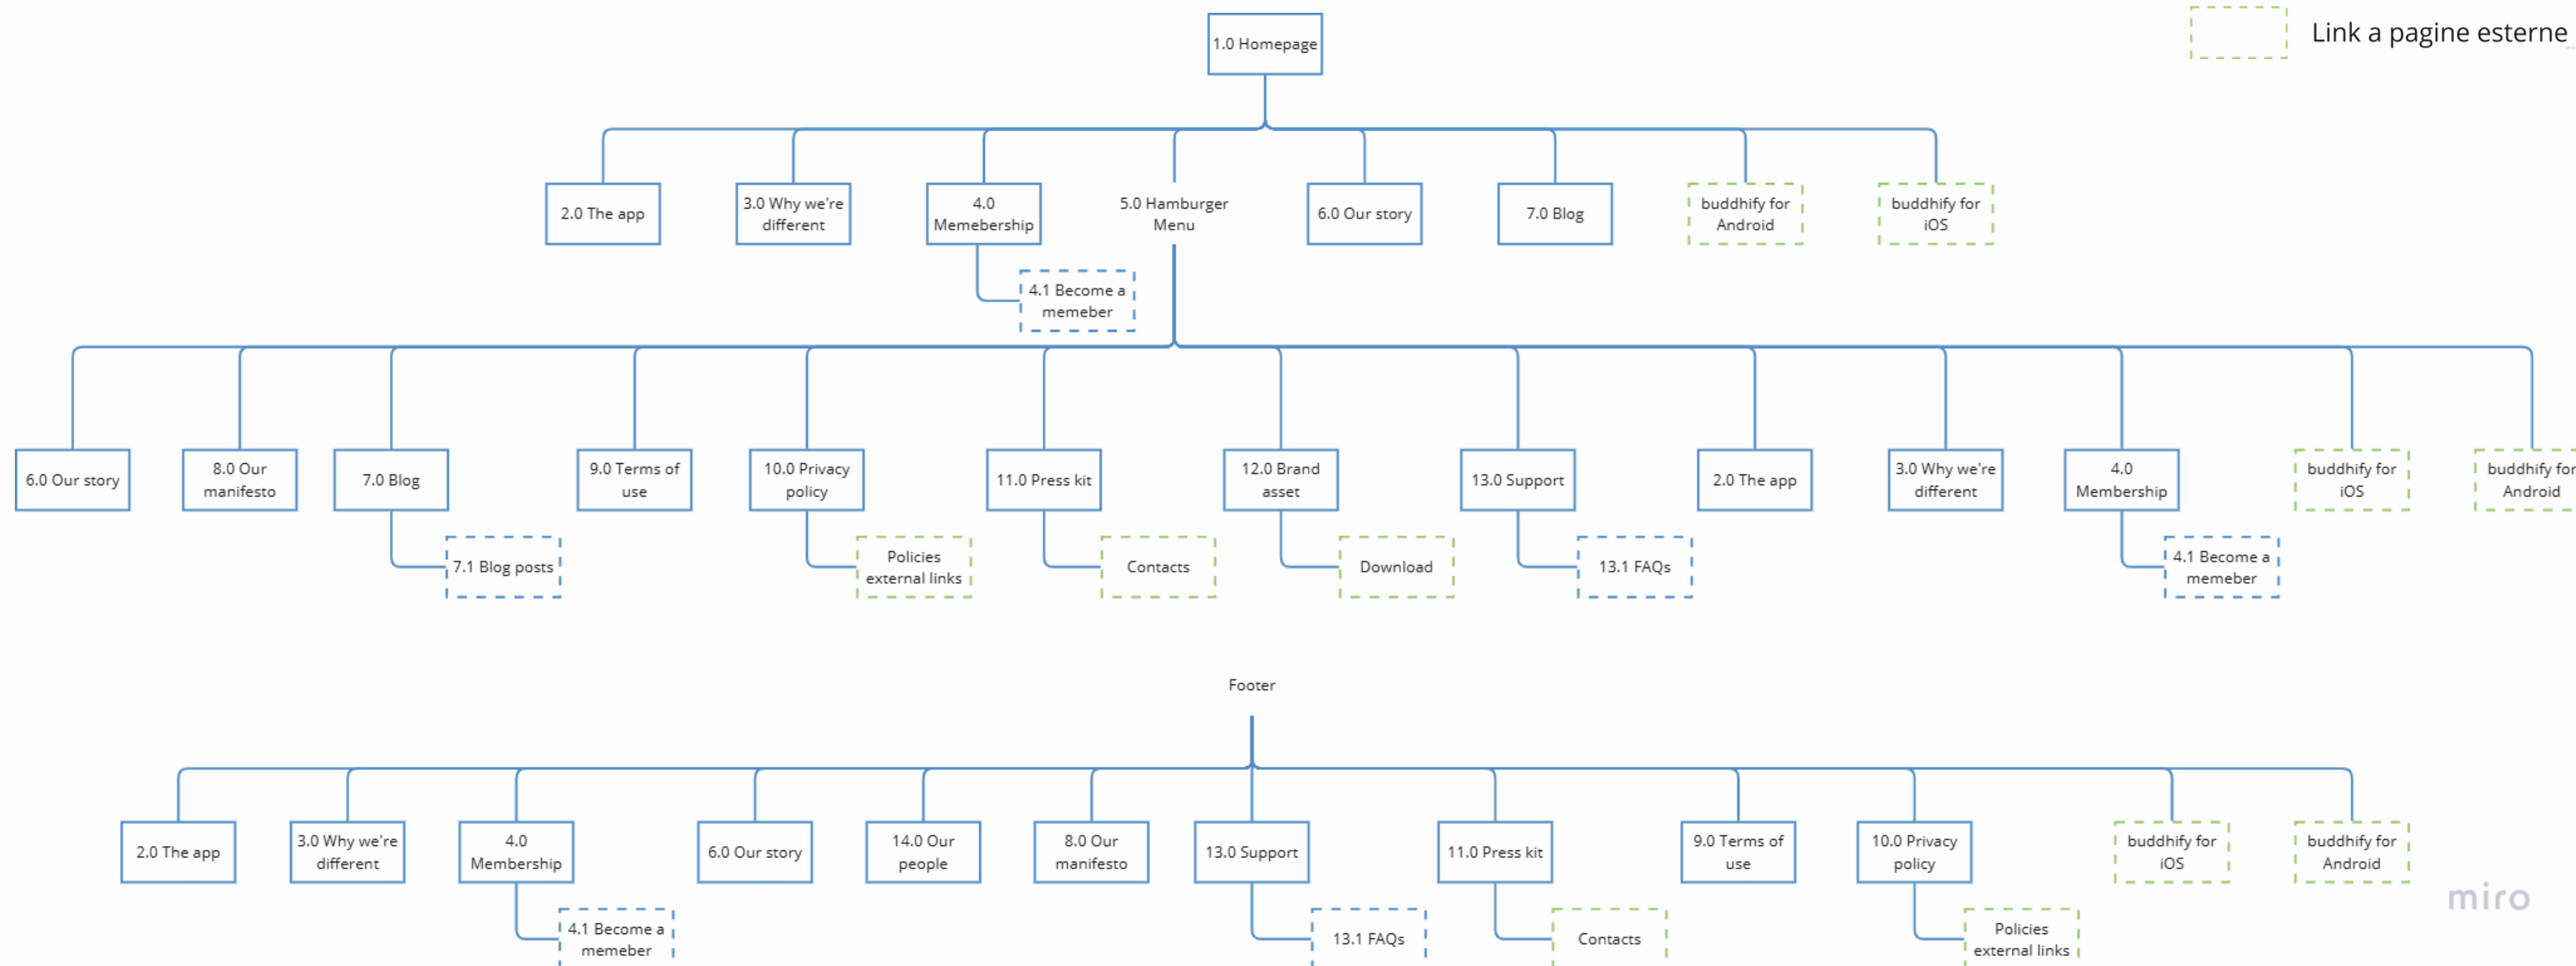 1.0 Homepage
Link a pagine esterne
2.0 The app
3.0 Why we're
different
4.0
Memebership
5.0 Hamburger
Menu
6.0 Our story
7.0 Blog
buddhify for
Android
buddhify for
iOS
4.1 Become a
memeber
6.0 Our story
8.0 Our
manifesto
7.0 Blog
9.0 Terms of
use
10.0 Privacy
policy
11.0 Press kit
12.0 Brand
asset
13.0 Support
2.0 The app
3.0 Why we're
different
4.0
Membership
buddhify for
iOS
buddhify for
Android
7.1 Blog posts
Policies
external links
Contacts
Download
13.1 FAQs
4.1 Become a
memeber
Footer
2.0 The app
3.0 Why we're
different
4.0
Membership
6.0 Our story
14.0 Our
people
8.0 Our
manifesto
13.0 Support
11.0 Press kit
9.0 Terms of
use
10.0 Privacy
policy
buddhify for
iOS
buddhify for
Android
4.1 Become a
memeber
13.1 FAQs
Contacts
Policies
external links
miro